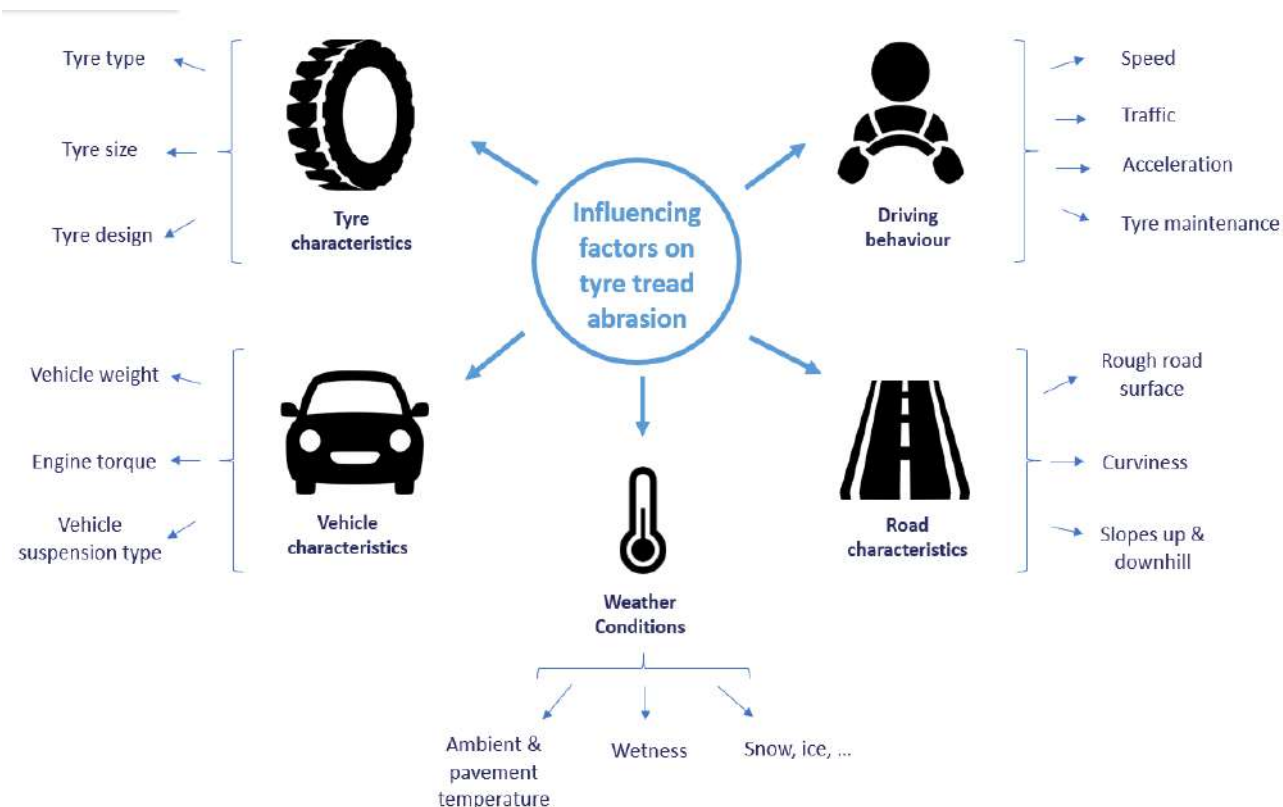 Tyre type
Tyre size
Tyre design
Tyre
characteristics
Influencing
factors on
tyre tread
abrasion
Driving
behaviour
Speed
Traffic
Acceleration
Tyre maintenance
Vehicle weight
Engine torque
Vehicle
suspension type
Vehicle
characteristics
Weather
Conditions
Ambient &
pavement
temperature
Wetness
Snow, ice, ...
Road
characteristics
Rough road
surface
Curviness
Slopes up &
downhill